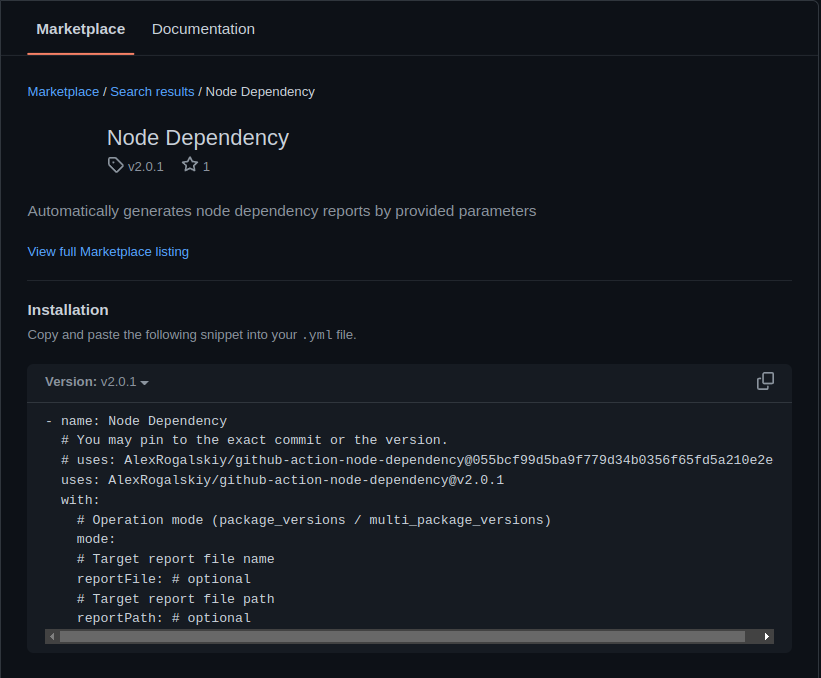 Marketplace Documentation
Marketplace / Search results / Node Dependency
Node Dependency
v2.0.1 1
Automatically generates node dependency reports by provided parameters
View full Marketplace listing
Installation
Copy and paste the following snippet into your .yml file.
Version: v2.0.1
- name: Node Dependency
  # You may pin to the exact commit or the version.
  # uses: AlexRogalskiy/github-action-node-dependency@055bcf99d5ba9f779d34b0356f65fd5a210e2e
  uses: AlexRogalskiy/github-action-node-dependency@v2.0.1
  with:
    # Operation mode (package_versions / multi_package_versions)
    mode:
    # Target report file name
    reportFile: # optional
    # Target report file path
    reportPath: # optional